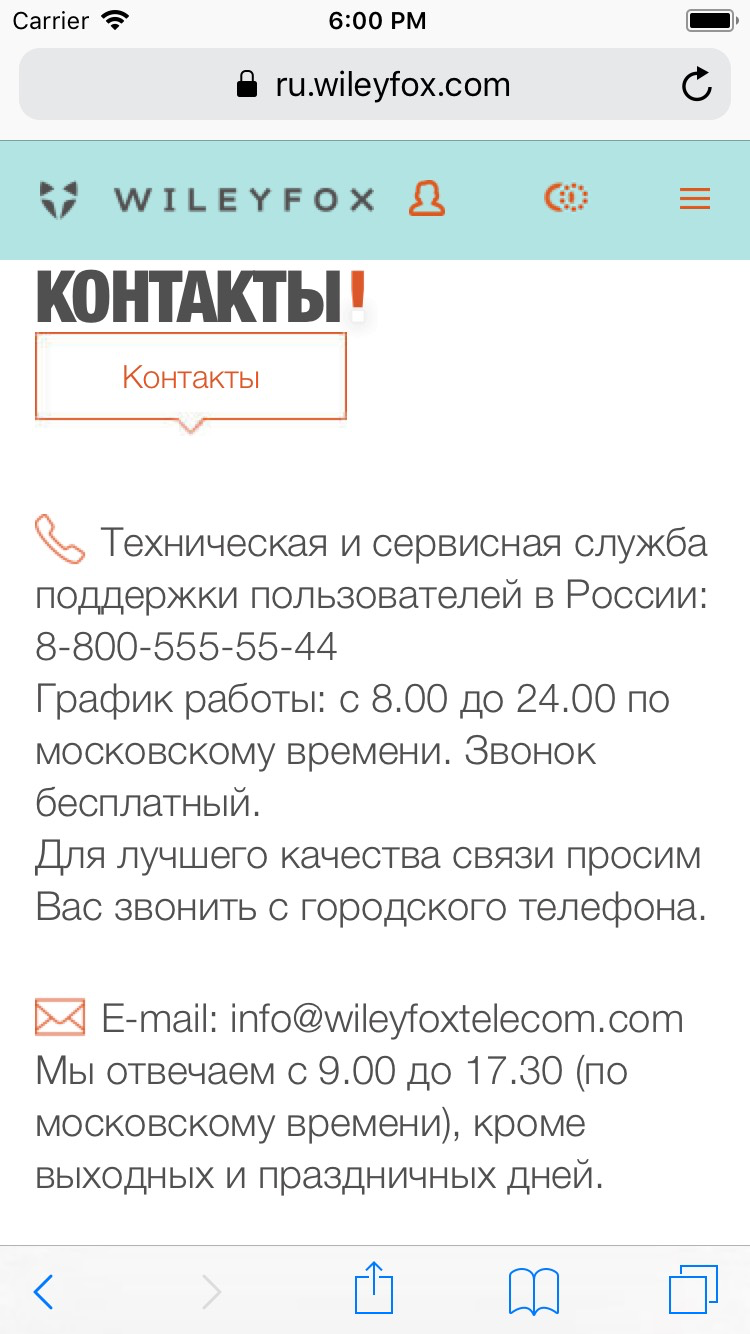 Carrier 6:00 PM
ru.wileyfox.com
WILEYFOX
КОНТАКТЫ!
Контакты
Техническая и сервисная служба
поддержки пользователей в России:
8-800-555-55-44
График работы: с 8.00 до 24.00 по
московскому времени. Звонок
бесплатный.
Для лучшего качества связи просим
Вас звонить с городского телефона.
E-mail: info@wileyfoxtelecom.com
Мы отвечаем с 9.00 до 17.30 (по
московскому времени), кроме
выходных и праздничных дней.